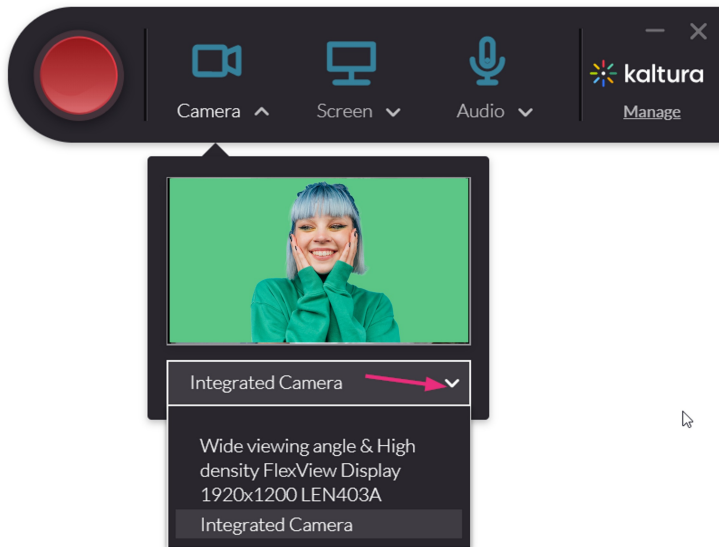 kaltura
Camera
Screen
Audio
Manage
Integrated Camera
Wide viewing angle & High
density FlexView Display
1920x1200 LEN403A
Integrated Camera